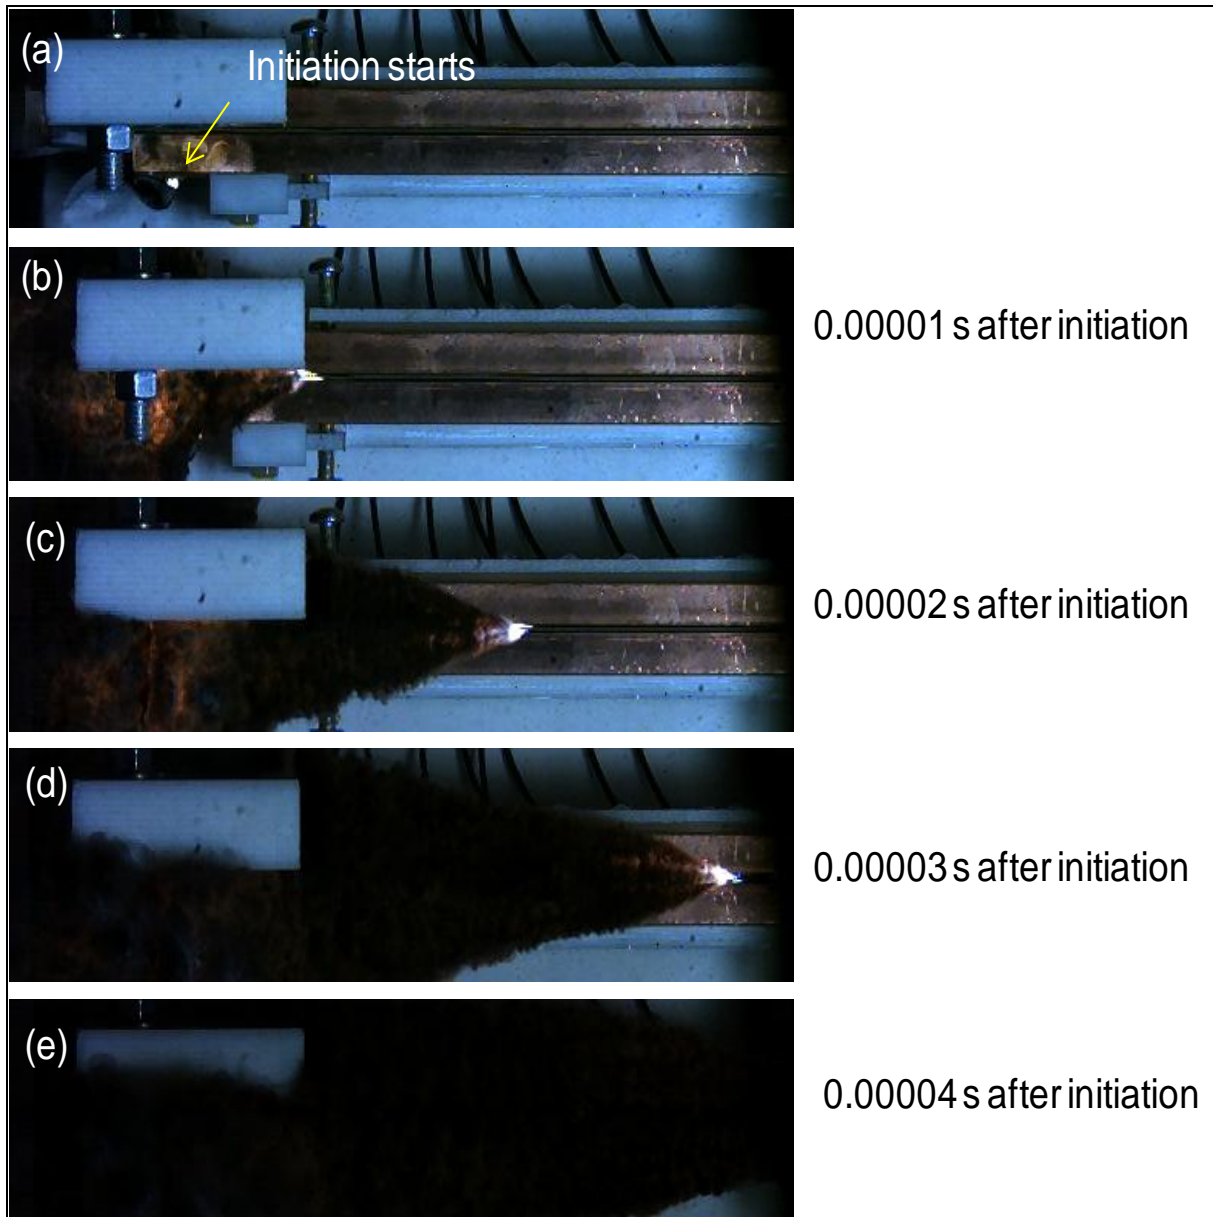 (a)
Initiation starts
(b)
0.00001 s after initiation
(c)
0.00002 s after initiation
(d)
0.00003 s after initiation
(e)
0.00004 s after initiation